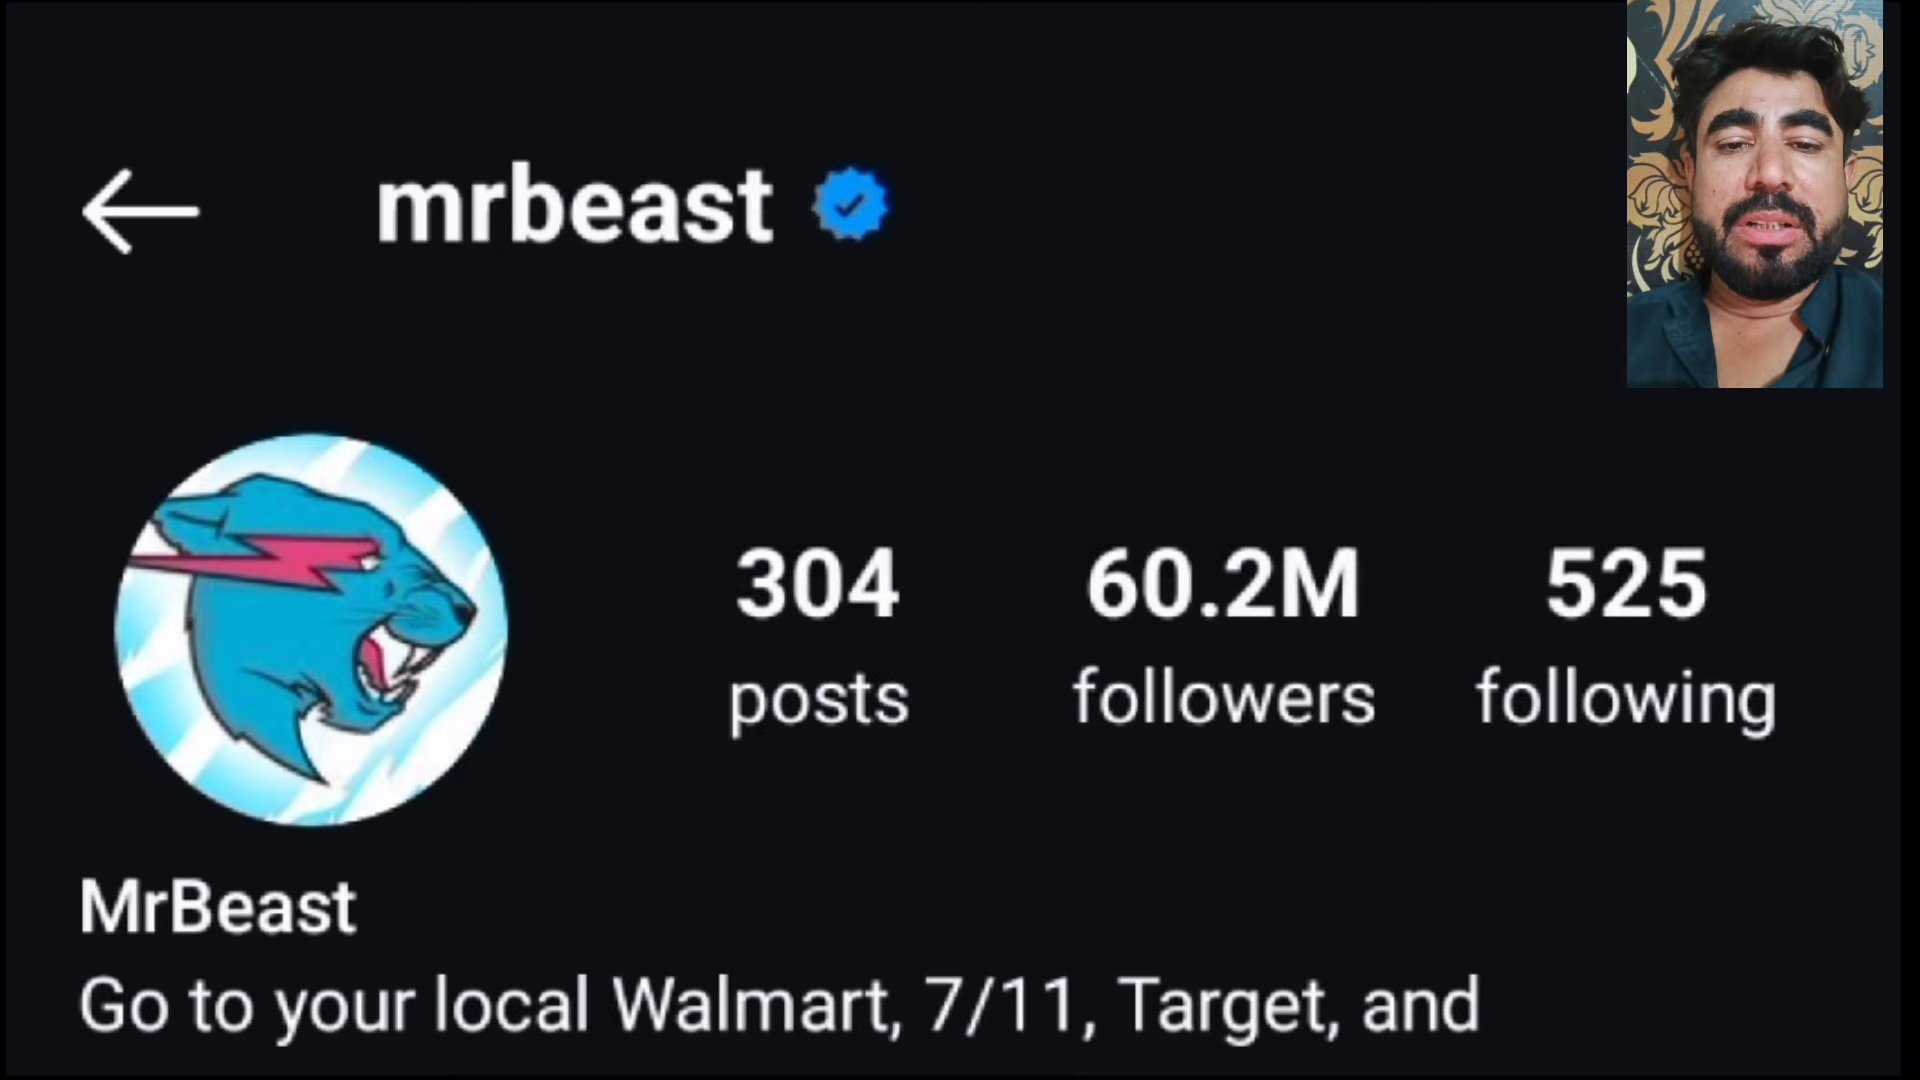 mrbeast
304 60.2M 525
posts followers following
MrBeast
Go to your local Walmart, 7/11, Target, and